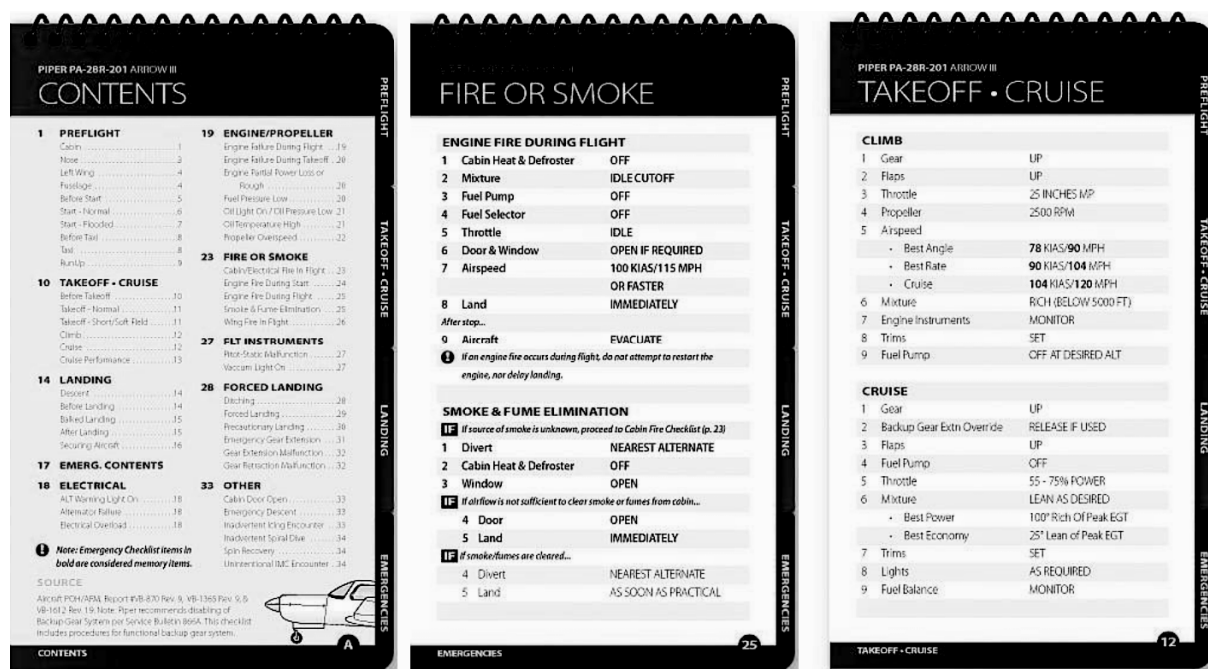 PIPER PA-28R-201 ARROW III
CONTENTS
1 PREFLIGHT
Cabin 1
Nose 3
Left Wing 4
Fuselage 4
Before Start 5
Start - Normal 6
Start - Flooded 7
Before Taxi 8
Taxi 8
RunUp 9
10 TAKEOFF • CRUISE
Before Takeoff 10
Takeoff - Normal 11
Takeoff - Short/Soft Field 11
Climb 12
Cruise 12
Cruise Performance 13
14 LANDING
Descent 14
Before Landing 14
Balked Landing 15
After Landing 15
Securing Aircraft 16
17 EMERG. CONTENTS
18 ELECTRICAL
ALT Warning Light On 18
Alternator Failure 18
Electrical Overload 18
Note: Emergency Checklist items in
bold are considered memory items.
19 ENGINE/PROPELLER
Engine Failure During Flight 19
Engine Failure During Takeoff 20
Engine Partial Power Loss or
Rough 20
Fuel Pressure Low 20
Oil Light On / Oil Pressure Low 21
Oil Temperature High 21
Propeller Overspeed 22
23 FIRE OR SMOKE
Cabin/Electrical Fire In Flight 23
Engine Fire During Start 24
Engine Fire During Flight 25
Smoke & Fume Elimination 25
Wing Fire In Flight 26
27 FLT INSTRUMENTS
Pitot-Static Malfunction 27
Vaccum Light On 27
28 FORCED LANDING
Ditching 28
Forced Landing 29
Precautionary Landing 30
Emergency Gear Extension 31
Gear Extension Malfunction 32
Gear Retraction Malfunction 32
33 OTHER
Cabin Door Open 33
Emergency Descent 33
Inadvertent Icing Encounter 33
Inadvertent Spiral Dive 34
Spin Recovery 34
Unintentional IMC Encounter 34
SOURCE
Aircraft POH/AFM, Report #VB-870 Rev. 9, VB-1365 Rev. 9, &
VB-1612 Rev. 19. Note: Piper recommends disabling of
Backup Gear System per Service Bulletin 866A. This checklist
includes procedures for functional backup gear system.
A
CONTENTS
PREFLIGHT
TAKEOFF • CRUISE
LANDING
EMERGENCIES
FIRE OR SMOKE
ENGINE FIRE DURING FLIGHT
1 Cabin Heat & Defroster OFF
2 Mixture IDLE CUTOFF
3 Fuel Pump OFF
4 Fuel Selector OFF
5 Throttle IDLE
6 Door & Window OPEN IF REQUIRED
7 Airspeed 100 KIAS/115 MPH
OR FASTER
8 Land IMMEDIATELY
After stop...
9 Aircraft EVACUATE
If an engine fire occurs during flight, do not attempt to restart the
engine, nor delay landing.
SMOKE & FUME ELIMINATION
IF If source of smoke is unknown, proceed to Cabin Fire Checklist (p. 23)
1 Divert NEAREST ALTERNATE
2 Cabin Heat & Defroster OFF
3 Window OPEN
IF If airflow is not sufficient to clear smoke or fumes from cabin...
4 Door OPEN
5 Land IMMEDIATELY
IF If smoke/fumes are cleared...
4 Divert NEAREST ALTERNATE
5 Land AS SOON AS PRACTICAL
25
EMERGENCIES
PREFLIGHT
TAKEOFF • CRUISE
LANDING
EMERGENCIES
PIPER PA-28R-201 ARROW III
TAKEOFF • CRUISE
CLIMB
1 Gear UP
2 Flaps UP
3 Throttle 25 INCHES MP
4 Propeller 2500 RPM
5 Airspeed
• Best Angle 78 KIAS/90 MPH
• Best Rate 90 KIAS/104 MPH
• Cruise 104 KIAS/120 MPH
6 Mixture RICH (BELOW 5000 FT)
7 Engine Instruments MONITOR
8 Trims SET
9 Fuel Pump OFF AT DESIRED ALT
CRUISE
1 Gear UP
2 Backup Gear Extn Override RELEASE IF USED
3 Flaps UP
4 Fuel Pump OFF
5 Throttle 55 - 75% POWER
6 Mixture LEAN AS DESIRED
• Best Power 100° Rich Of Peak EGT
• Best Economy 25° Lean of Peak EGT
7 Trims SET
8 Lights AS REQUIRED
9 Fuel Balance MONITOR
12
TAKEOFF • CRUISE
PREFLIGHT
TAKEOFF • CRUISE
LANDING
EMERGENCIES